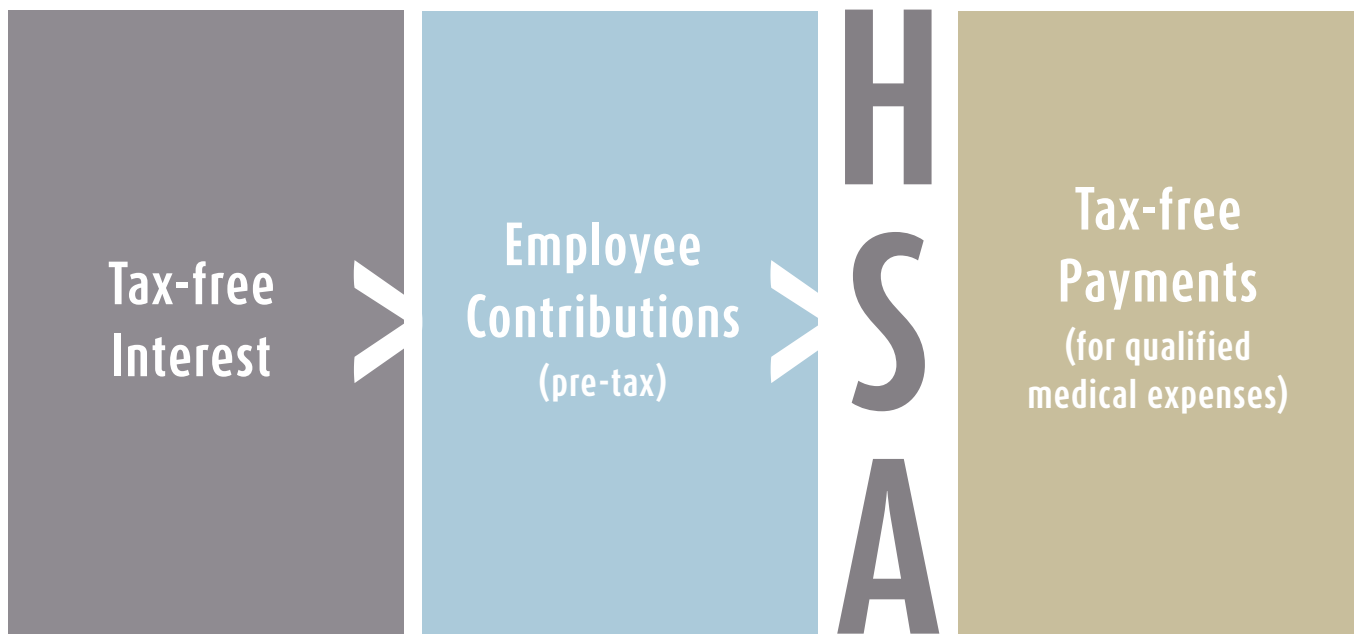 Tax-free
Interest
>
Employee
Contributions
(pre-tax)
>
H
S
A
Tax-free
Payments
(for qualified
medical expenses)